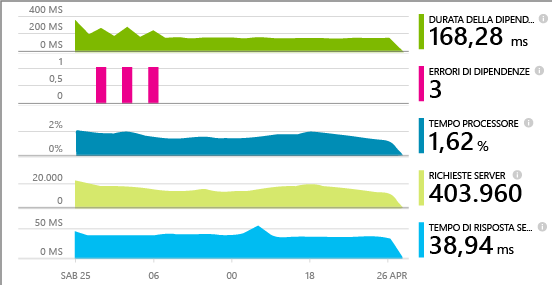 400 MS
200 MS
0 MS
DURATA DELLA DIPEND...
168,28 ms
1
0,5
0
ERRORI DI DIPENDENZE
3
2%
0%
TEMPO PROCESSORE
1,62 %
20.000
0
RICHIESTE SERVER
403.960
50 MS
0 MS
TEMPO DI RISPOSTA SE...
38,94 ms
SAB 25 06 00 18 26 APR